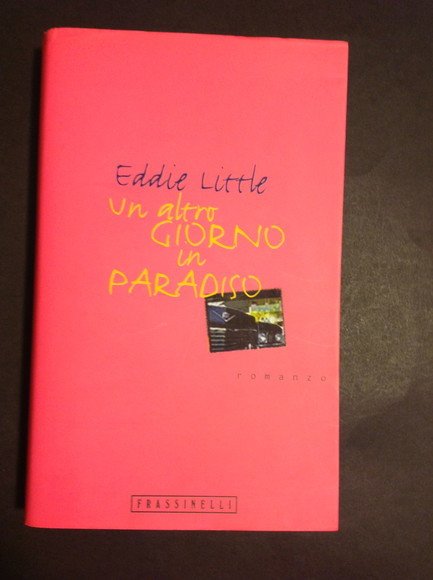 Eddie Little
un altro
GIORNO
in
PARADISO
romanzo
FRASSINELLI